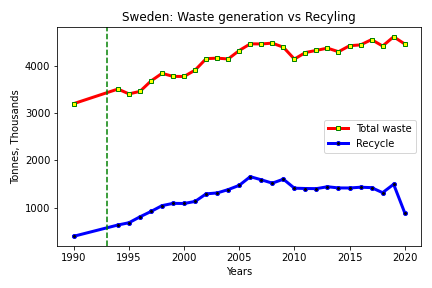 Sweden: Waste generation vs Recyling
Tonnes, Thousands
4000
3000
2000
1000
Total waste
Recycle
1990
1995
2000
2005
2010
2015
2020
Years